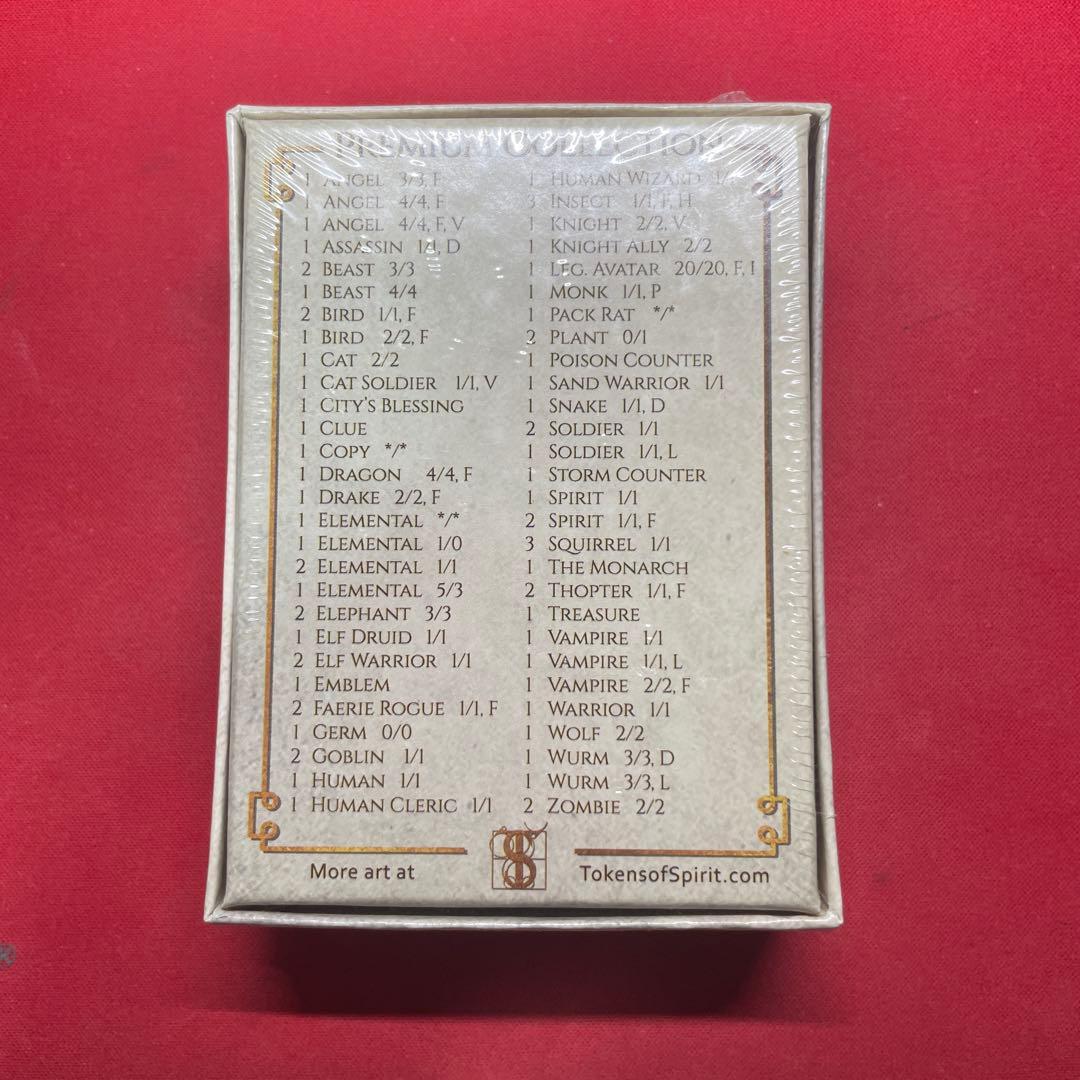 PREMIUM COLLECTION
1 ANGEL 3/3, F
1 ANGEL 4/4, F
1 ANGEL 4/4, F, V
1 ASSASSIN 1/1, D
2 BEAST 3/3
1 BEAST 4/4
2 BIRD 1/1, F
1 BIRD 2/2, F
1 CAT 2/2
1 CAT SOLDIER 1/1, V
1 CITY'S BLESSING
1 CLUE
1 COPY */*
1 DRAGON 4/4, F
1 DRAKE 2/2, F
1 ELEMENTAL */*
1 ELEMENTAL 1/0
2 ELEMENTAL 1/1
1 ELEMENTAL 5/3
2 ELEPHANT 3/3
1 ELF DRUID 1/1
2 ELF WARRIOR 1/1
1 EMBLEM
2 FAERIE ROGUE 1/1, F
1 GERM 0/0
2 GOBLIN 1/1
1 HUMAN 1/1
1 HUMAN CLERIC 1/1
1 HUMAN WIZARD
3 INSECT 1/1, F, H
1 KNIGHT 2/2, V
1 KNIGHT ALLY 2/2
1 LEG. AVATAR 20/20, F, I
1 MONK 1/1, P
1 PACK RAT */*
2 PLANT 0/1
1 POISON COUNTER
1 SAND WARRIOR 1/1
1 SNAKE 1/1, D
2 SOLDIER 1/1
1 SOLDIER 1/1, L
1 STORM COUNTER
1 SPIRIT 1/1
2 SPIRIT 1/1, F
3 SQUIRREL 1/1
1 THE MONARCH
2 THOPTER 1/1, F
1 TREASURE
1 VAMPIRE 1/1
1 VAMPIRE 1/1, L
1 VAMPIRE 2/2, F
1 WARRIOR 1/1
1 WOLF 2/2
1 WURM 3/3, D
1 WURM 3/3, L
2 ZOMBIE 2/2
More art at
TokensofSpirit.com